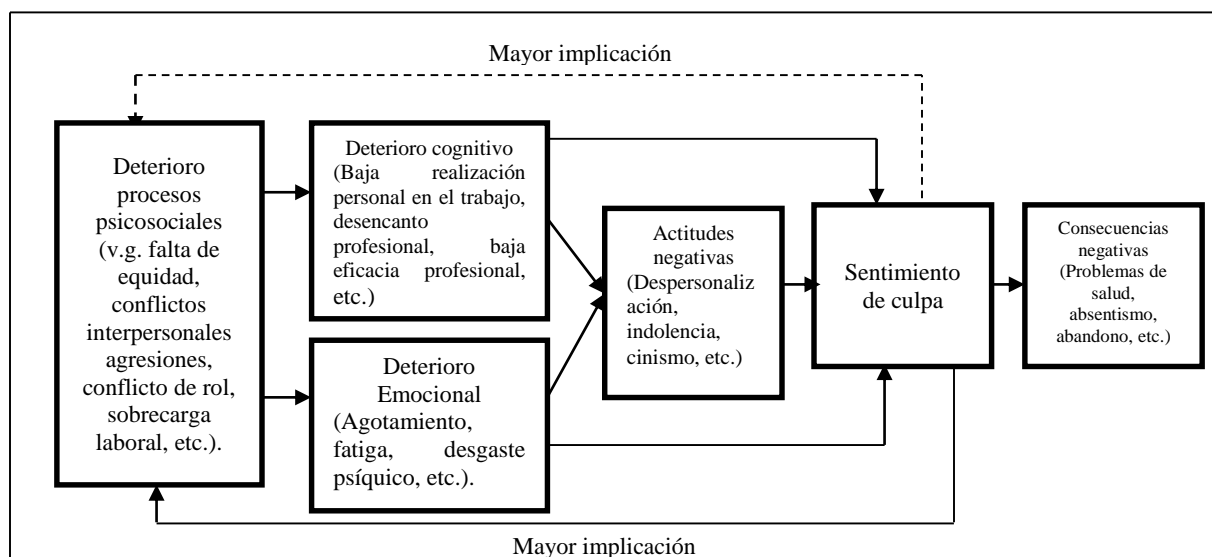 Mayor implicación
Deterioro
procesos
psicosociales
(v.g. falta de
equidad,
conflictos
interpersonales
agresiones,
conflicto de rol,
sobrecarga
laboral, etc.).
Deterioro cognitivo
(Baja realización
personal en el trabajo,
desencanto
profesional, baja
eficacia profesional,
etc.)
Deterioro
Emocional
(Agotamiento,
fatiga, desgaste
psíquico, etc.).
Actitudes
negativas
(Despersonaliz
ación,
indolencia,
cinismo, etc.)
Sentimiento
de culpa
Consecuencias
negativas
(Problemas de
salud,
absentismo,
abandono, etc.)
Mayor implicación